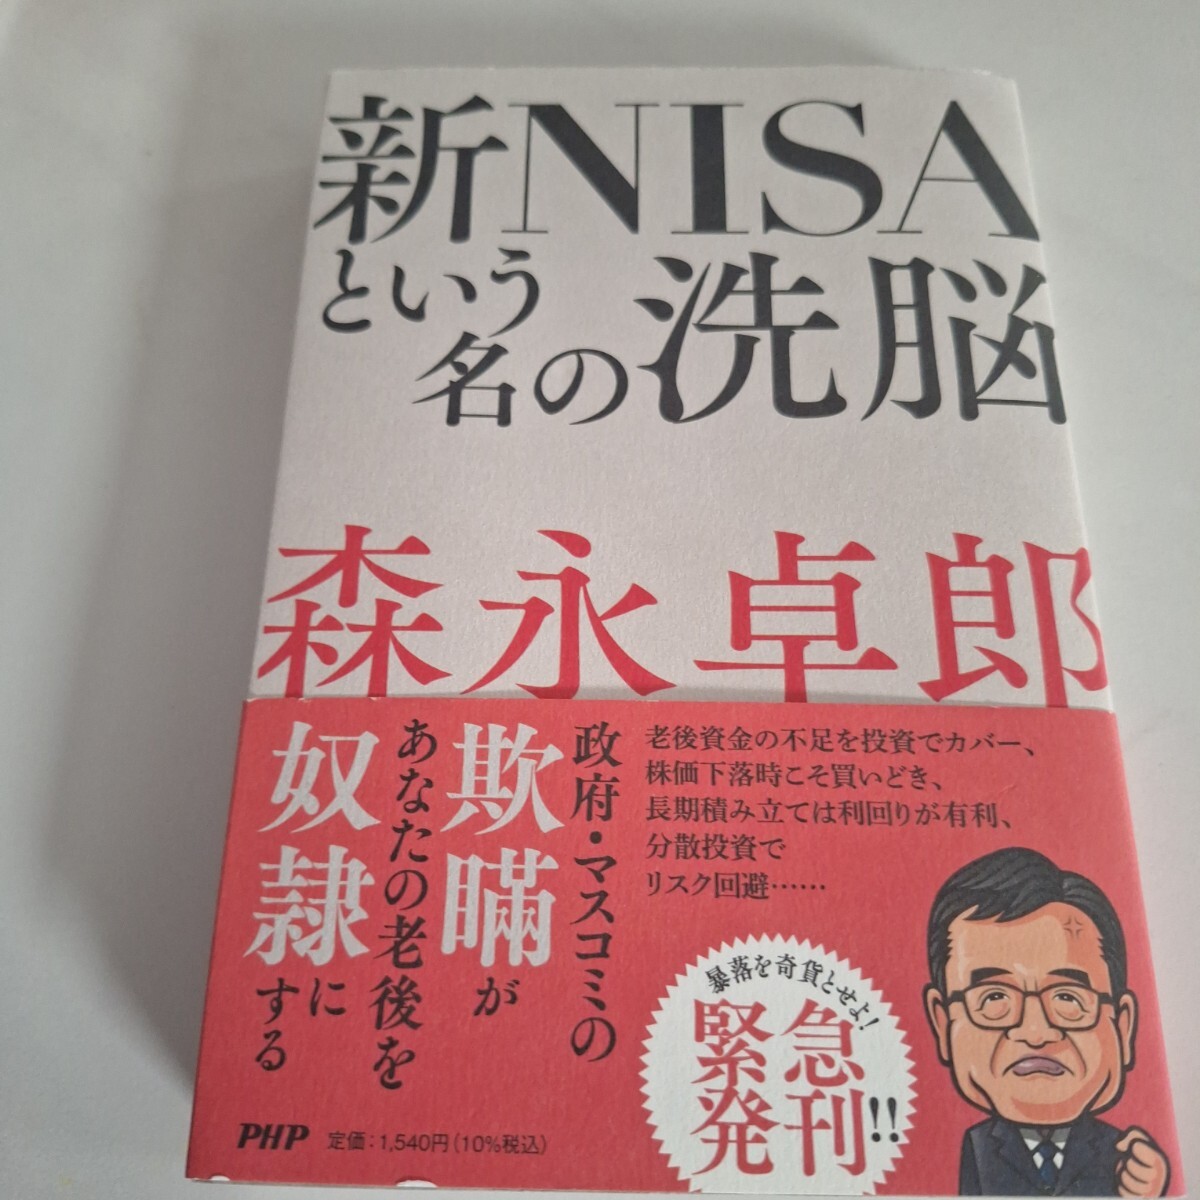 新NISA
という
名の洗脳
森永卓郎
老後資金の不足を投資でカバー、
株価下落時こそ買いどき、
長期積み立ては利回りが有利、
分散投資で
リスク回避……
政府・マスコミの
欺瞞が
あなたの老後を
奴隷に
する
暴落を奇貨とせよ!
緊急
発刊!!
PHP
定価：1,540円（10%税込）